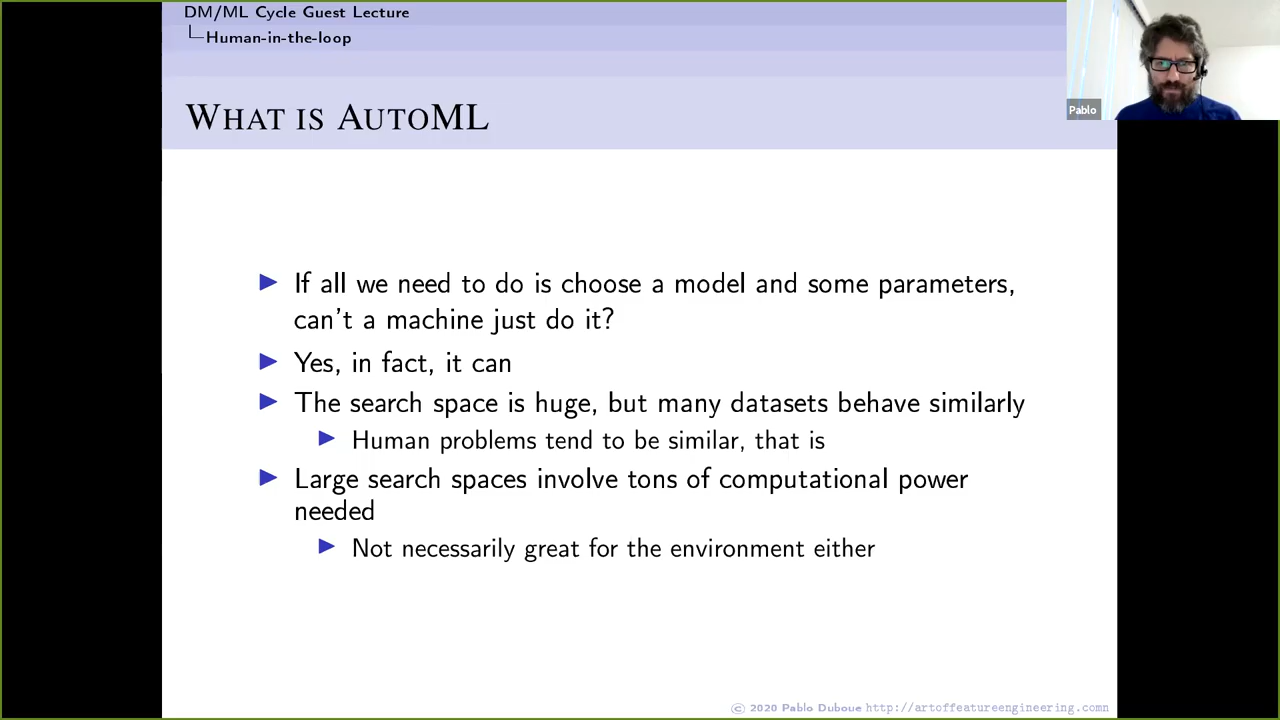 DM/ML Cycle Guest Lecture
Human-in-the-loop
WHAT IS AUTOML
Pablo
If all we need to do is choose a model and some parameters,
can't a machine just do it?
Yes, in fact, it can
The search space is huge, but many datasets behave similarly
Human problems tend to be similar, that is
Large search spaces involve tons of computational power
needed
Not necessarily great for the environment either
© 2020 Pablo Duboue http://artoffeatureengineering.comn